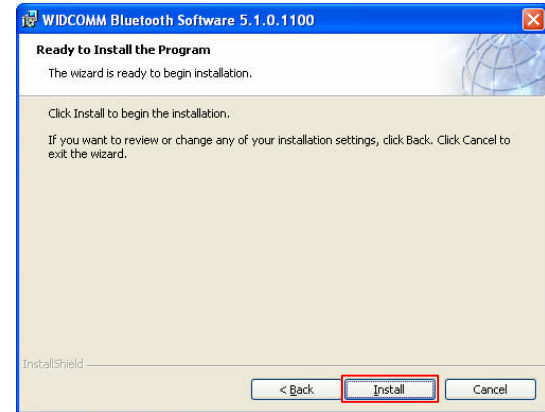 WIDCOMM Bluetooth Software 5.1.0.1100
Ready to Install the Program
The wizard is ready to begin installation.
Click Install to begin the installation.
If you want to review or change any of your installation settings, click Back. Click Cancel to
exit the wizard.
InstallShield
< Back Install Cancel